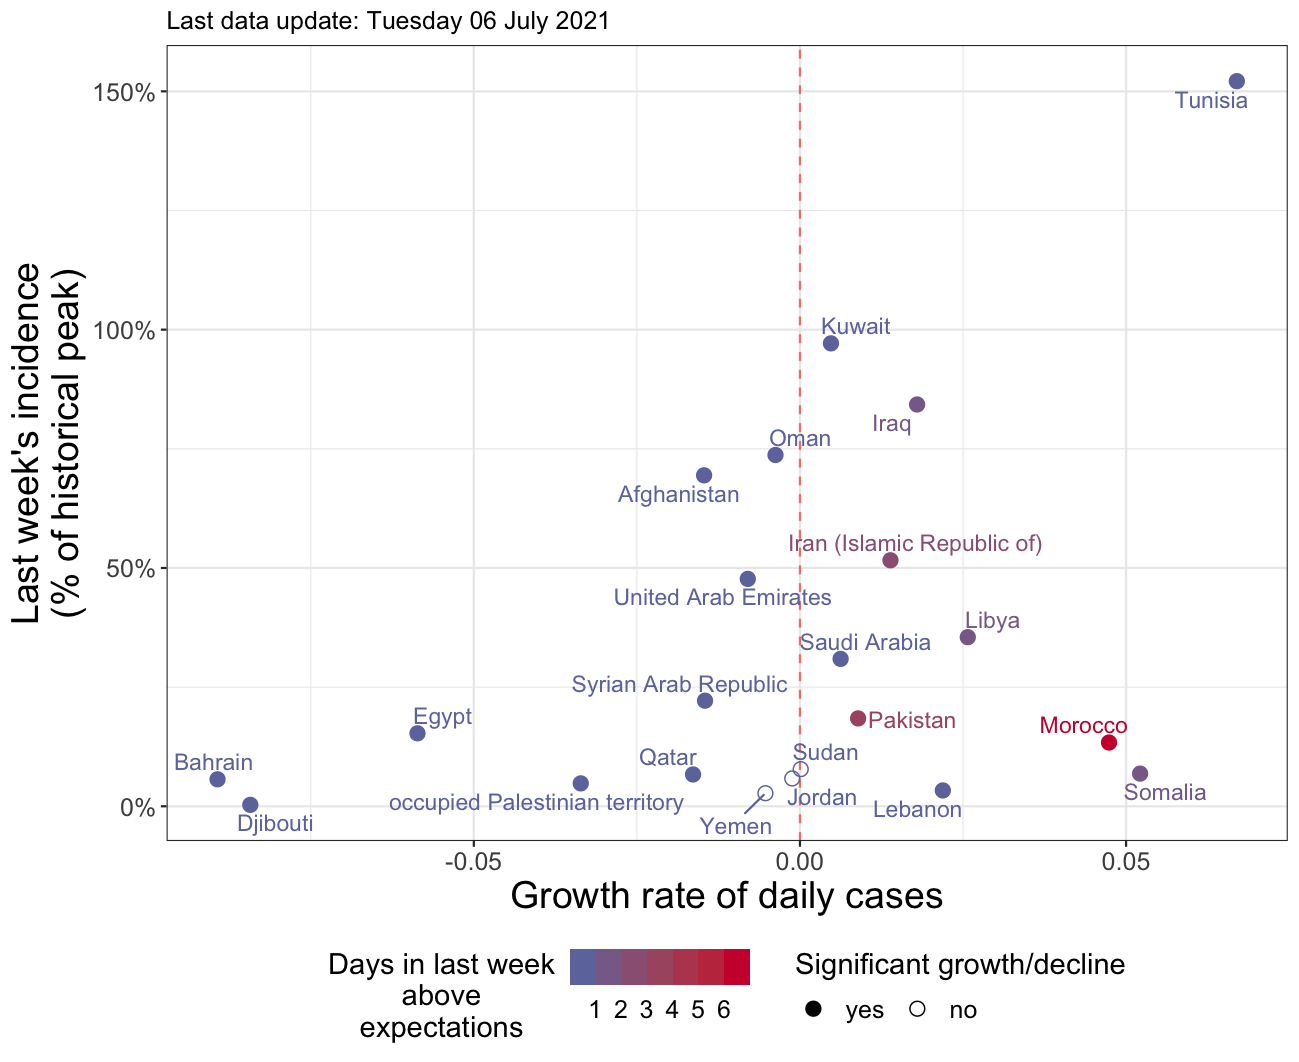 Last data update: Tuesday 06 July 2021
Last week's incidence
(% of historical peak)
150%
100%
50%
0%
Tunisia
Kuwait
Iraq
Oman
Afghanistan
Iran (Islamic Republic of)
United Arab Emirates
Libya
Saudi Arabia
Syrian Arab Republic
Egypt
Pakistan
Morocco
Sudan
Qatar
Bahrain
Somalia
Jordan
occupied Palestinian territory
Lebanon
Djibouti
Yemen
-0.05 0.00 0.05
Growth rate of daily cases
Days in last week
above
expectations
1 2 3 4 5 6
Significant growth/decline
yes no